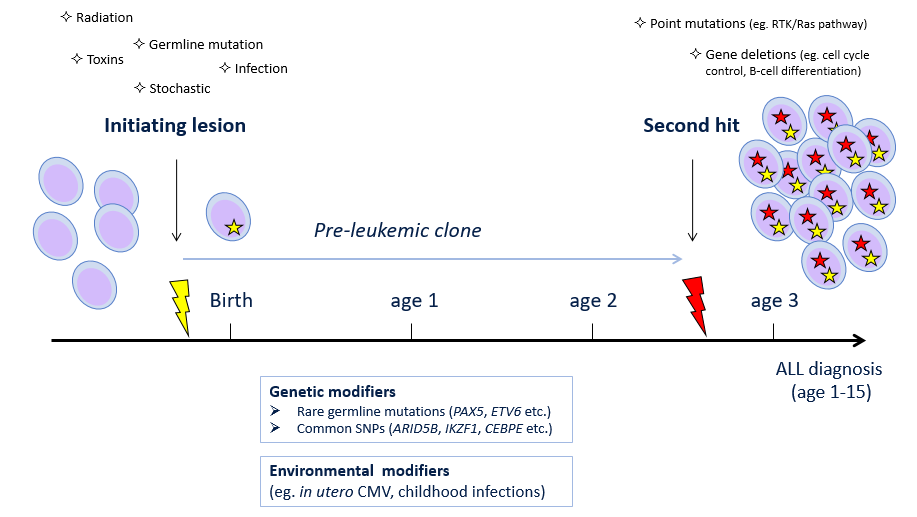 Radiation
Germline mutation
Toxins
Infection
Stochastic
Initiating lesion
Point mutations (eg. RTK/Ras pathway)
Gene deletions (eg. cell cycle
control, B-cell differentiation)
Second hit
Pre-leukemic clone
Birth
age 1
age 2
age 3
ALL diagnosis
(age 1-15)
Genetic modifiers
Rare germline mutations (PAX5, ETV6 etc.)
Common SNPs (ARID5B, IKZF1, CEBPE etc.)
Environmental modifiers
(eg. in utero CMV, childhood infections)